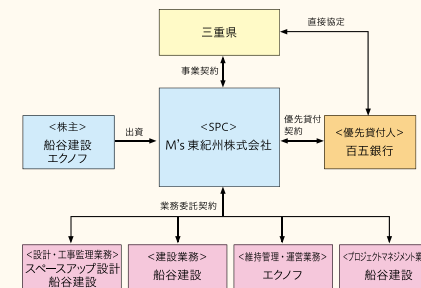 三重県
直接協定
事業契約
<株主>
船谷建設
エクノフ
出資
<SPC>
M's 東紀州株式会社
優先貸付
契約
<優先貸付人>
百五銀行
業務委託契約
<設計・工事監理業務>
スペースアップ設計
船谷建設
<建設業務>
船谷建設
<維持管理・運営業務>
エクノフ
<プロジェクトマネジメント業
船谷建設